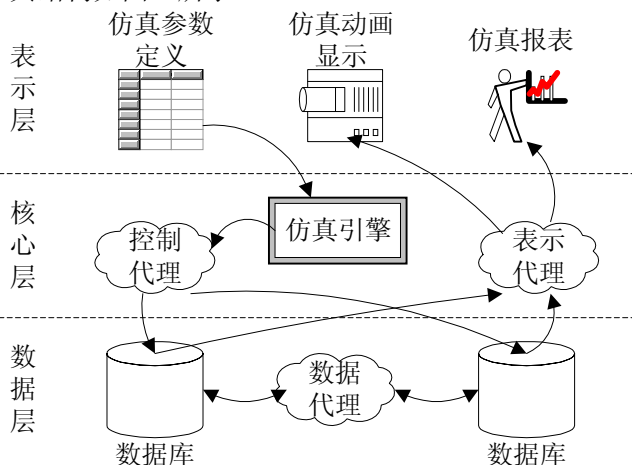 仿真参数
定义
仿真动画
显示
仿真报表
表
示
层
核
心
层
控制
代理
仿真引擎
表示
代理
数
据
层
数据
代理
数据库
数据库